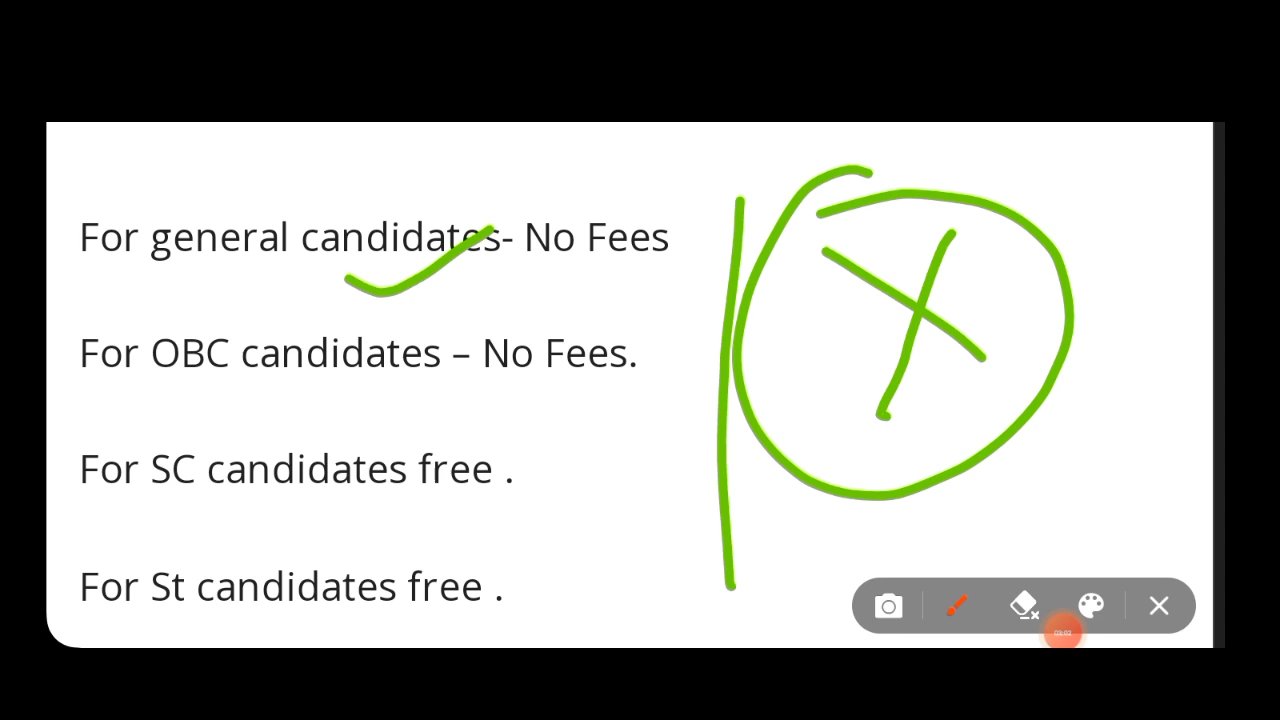 For general candidates- No Fees
For OBC candidates – No Fees.
For SC candidates free .
For St candidates free .